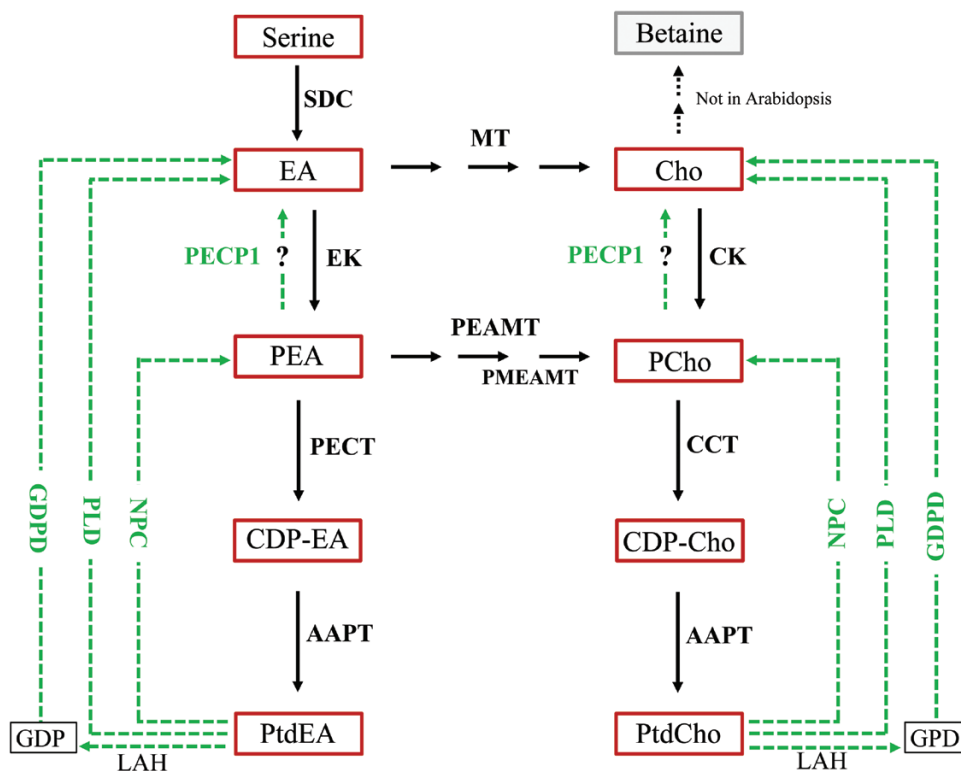 Serine
Betaine
SDC
Not in Arabidopsis
MT
EA
Cho
PECP1
?
EK
PECP1
?
CK
PEAMT
PEA
PCho
PMEAMT
PECT
CCT
GDPD
PLD
NPC
NPC
PLD
GDPD
CDP-EA
CDP-Cho
AAPT
AAPT
GDP
PtdEA
PtdCho
GPD
LAH
LAH